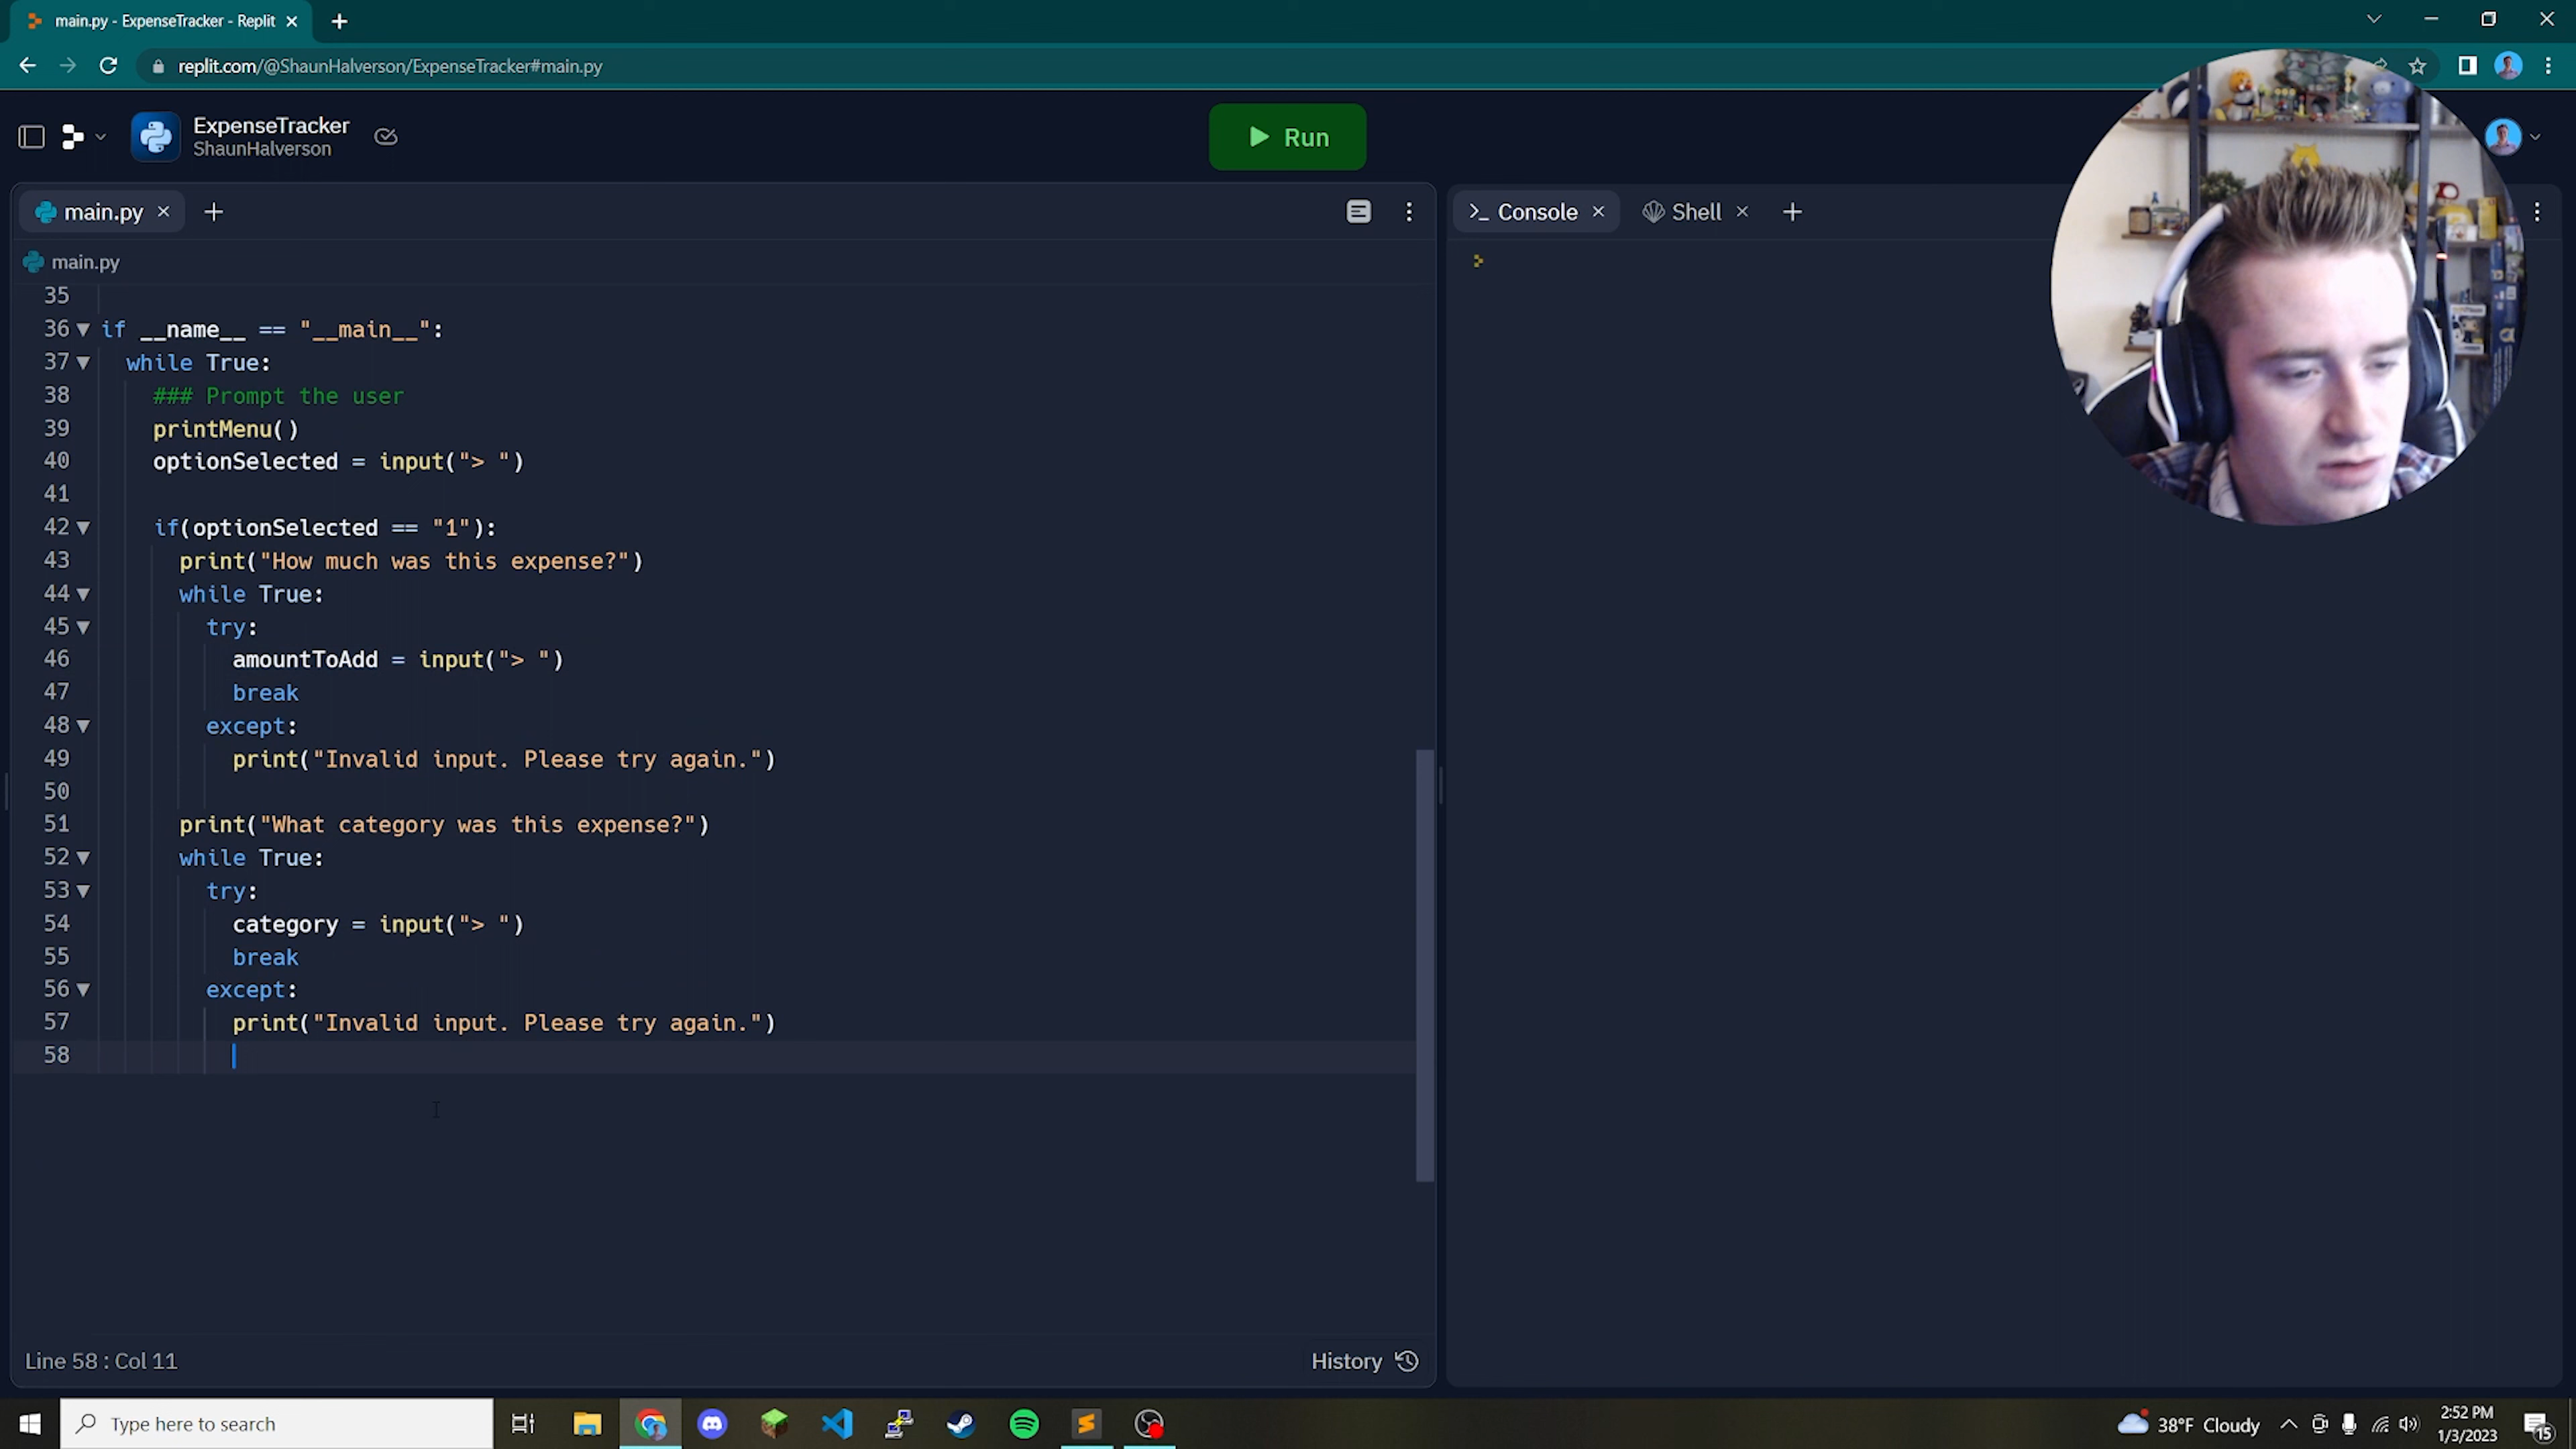 main.py - ExpenseTracker - Replit
replit.com/@ShaunHalverson/ExpenseTracker#main.py
ExpenseTracker
ShaunHalverson
Run
main.py
Console
Shell
main.py
35
36 if __name__ == "__main__":
37 while True:
38 ### Prompt the user
39 printMenu()
40 optionSelected = input("> ")
41
42 if(optionSelected == "1"):
43 print("How much was this expense?")
44 while True:
45 try:
46 amountToAdd = input("> ")
47 break
48 except:
49 print("Invalid input. Please try again.")
50
51 print("What category was this expense?")
52 while True:
53 try:
54 category = input("> ")
55 break
56 except:
57 print("Invalid input. Please try again.")
58
Line 58 : Col 11
History
Type here to search
38°F Cloudy
2:52 PM
1/3/2023
15